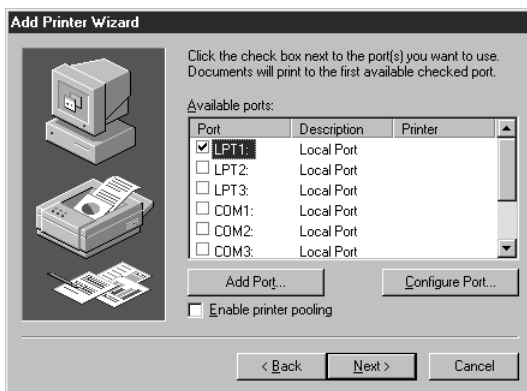 Add Printer Wizard
Click the check box next to the port(s) you want to use.
Documents will print to the first available checked port.
Available ports:
Port Description Printer
LPT1: Local Port
LPT2: Local Port
LPT3: Local Port
COM1: Local Port
COM2: Local Port
COM3: Local Port
Add Port... Configure Port...
Enable printer pooling
< Back Next > Cancel